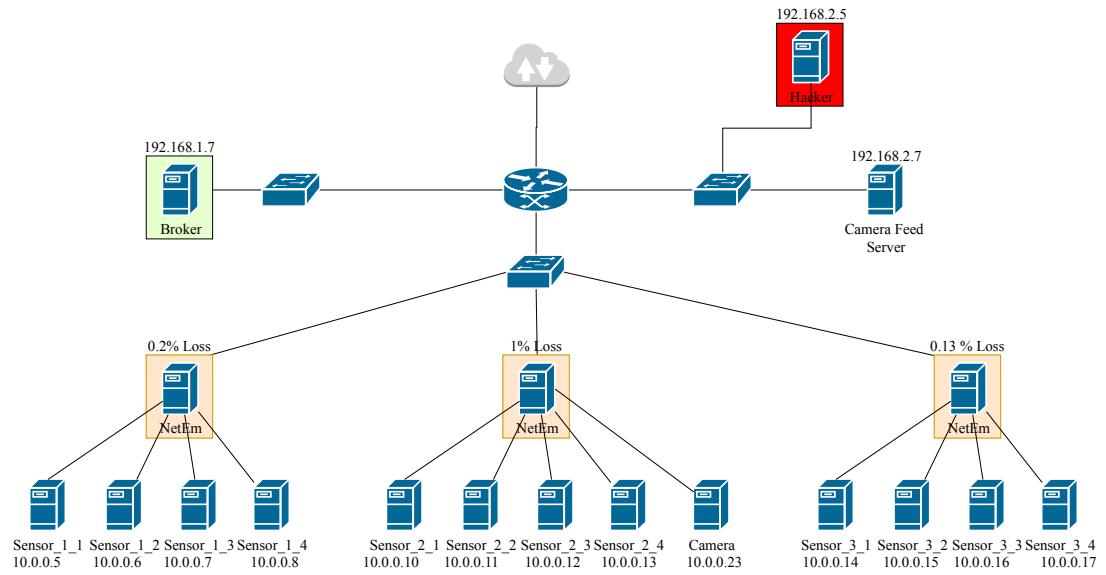 192.168.2.5
Hacker
192.168.1.7
Broker
192.168.2.7
Camera Feed
Server
0.2% Loss
NetEm
1% Loss
NetEm
0.13 % Loss
NetEm
Sensor_1_1
10.0.0.5
Sensor_1_2
10.0.0.6
Sensor_1_3
10.0.0.7
Sensor_1_4
10.0.0.8
Sensor_2_1
10.0.0.10
Sensor_2_2
10.0.0.11
Sensor_2_3
10.0.0.12
Sensor_2_4
10.0.0.13
Camera
10.0.0.23
Sensor_3_1
10.0.0.14
Sensor_3_2
10.0.0.15
Sensor_3_3
10.0.0.16
Sensor_3_4
10.0.0.17